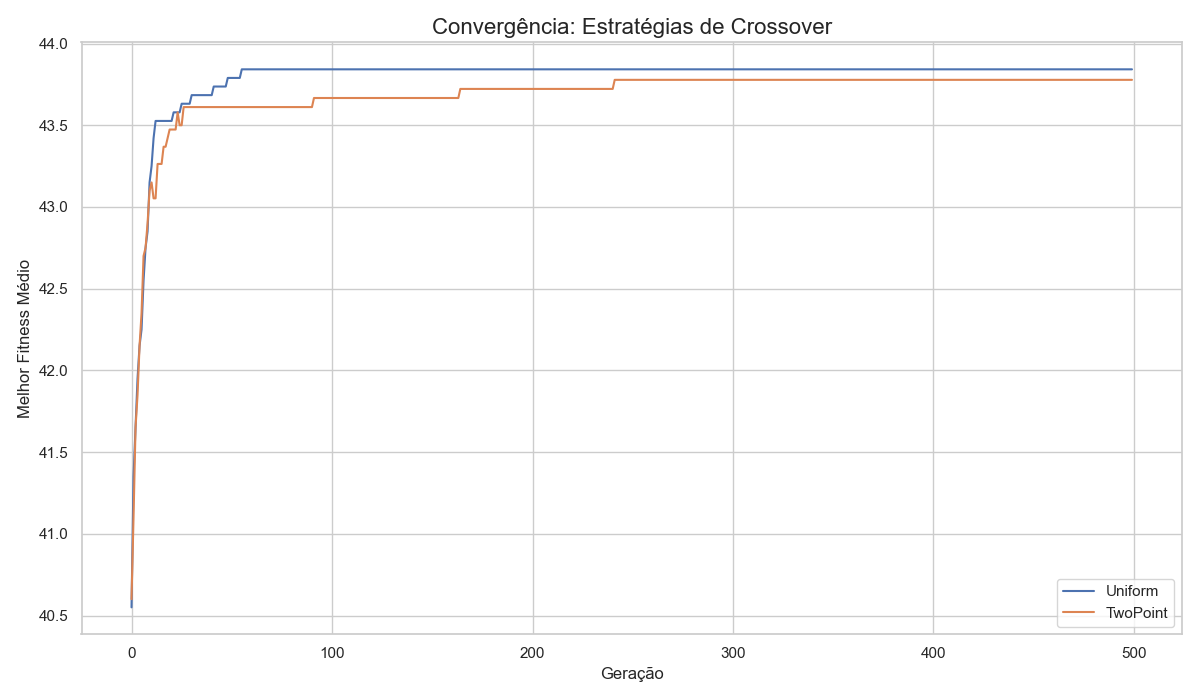 Convergência: Estratégias de Crossover
44.0
43.5
43.0
42.5
42.0
41.5
41.0
40.5
Melhor Fitness Médio
0
100
200
300
400
500
Geração
Uniform
TwoPoint